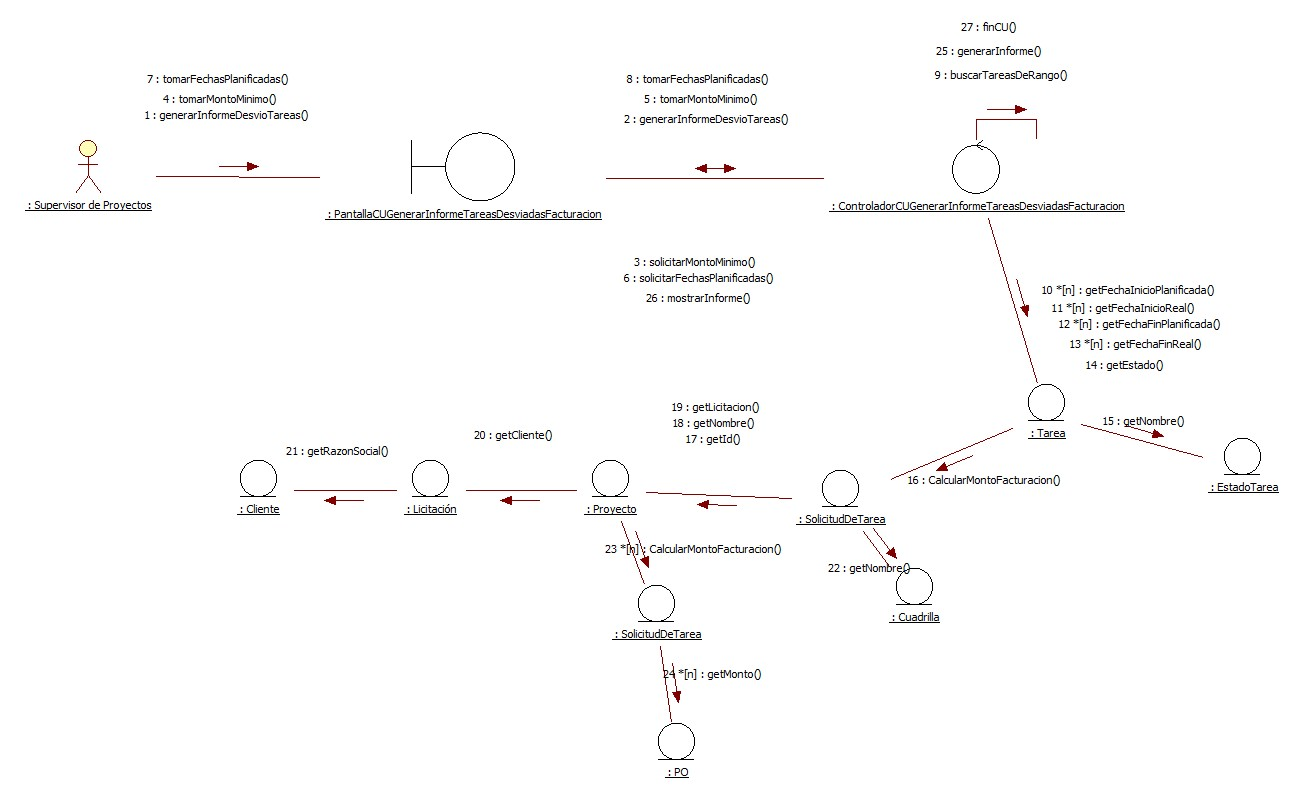 27 : finCU()
25 : generarInforme()
9 : buscarTareasDeRango()
7 : tomarFechasPlanificadas()
4 : tomarMontoMinimo()
1 : generarInformeDesvioTareas()
8 : tomarFechasPlanificadas()
5 : tomarMontoMinimo()
2 : generarInformeDesvioTareas()
: Supervisor de Proyectos
: PantallaCUGenerarInformeTareasDesviadasFacturacion
: ControladorCUGenerarInformeTareasDesviadasFacturacion
3 : solicitarMontoMinimo()
6 : solicitarFechasPlanificadas()
26 : mostrarInforme()
10 *[n] : getFechaInicioPlanificada()
11 *[n] : getFechaInicioReal()
12 *[n] : getFechaFinPlanificada()
13 *[n] : getFechaFinReal()
14 : getEstado()
19 : getLicitacion()
18 : getNombre()
17 : getId()
20 : getCliente()
21 : getRazonSocial()
15 : getNombre()
: Tarea
16 : CalcularMontoFacturacion()
: EstadoTarea
: Cliente
: Licitación
: Proyecto
: SolicitudDeTarea
23 *[n] : CalcularMontoFacturacion()
22 : getNombre()
: Cuadrilla
: SolicitudDeTarea
24 *[n] : getMonto()
: PO